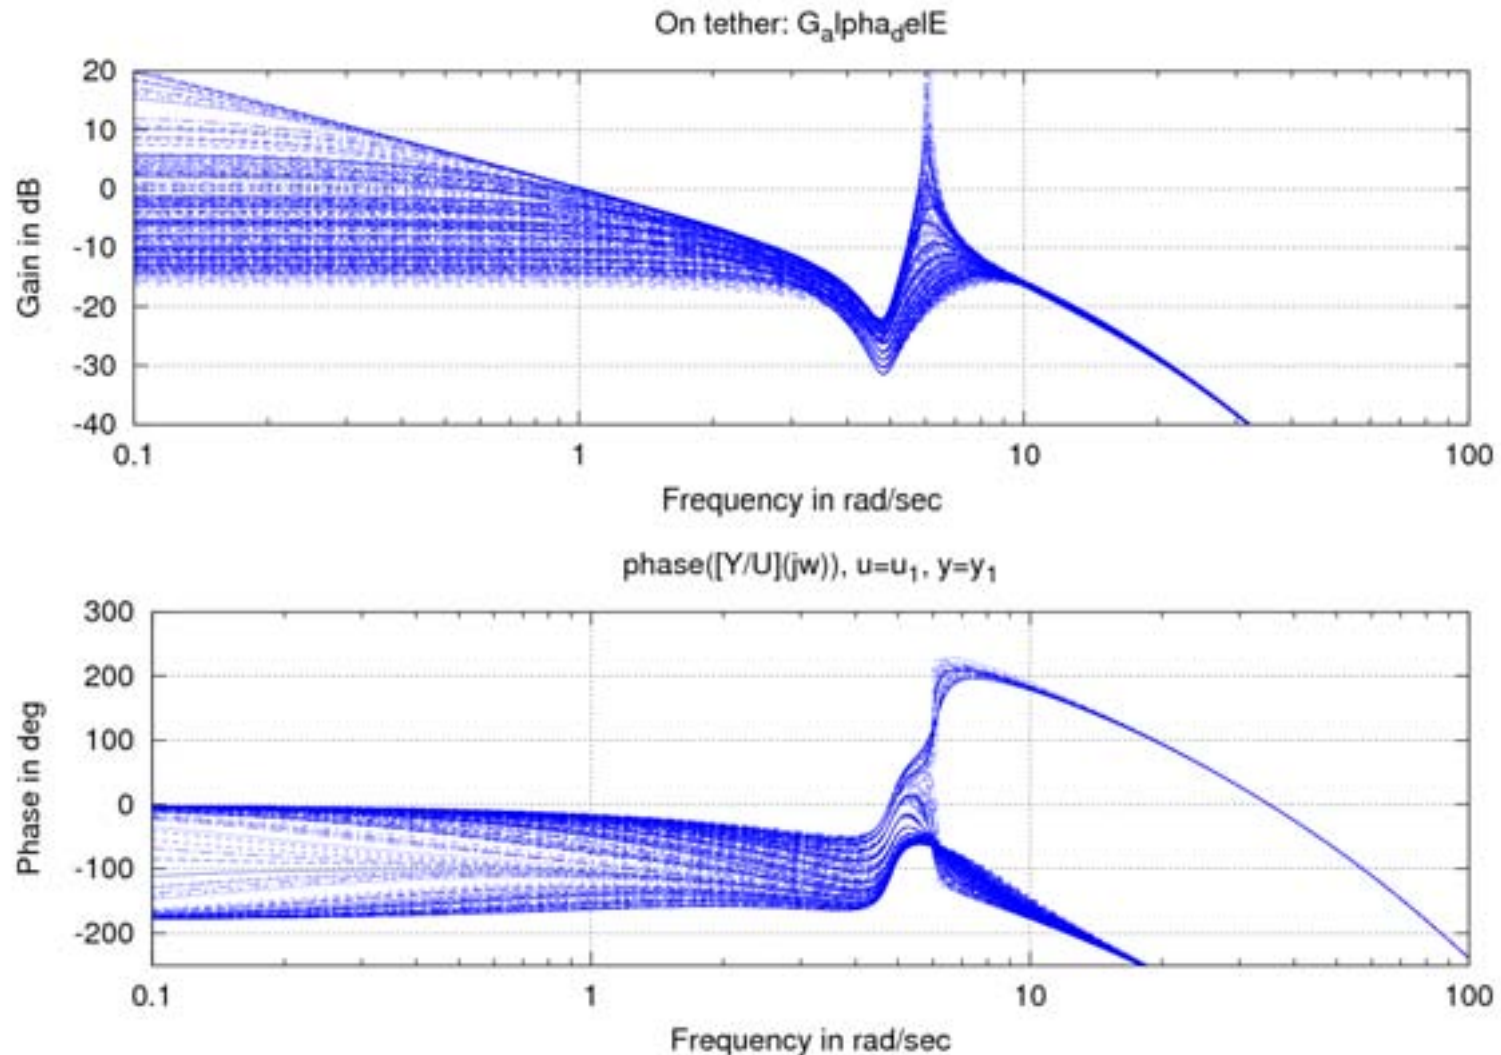 On tether: G_alpha_delE
20
10
0
-10
-20
-30
-40
Gain in dB
0.1 1 10 100
Frequency in rad/sec
phase([Y/U](jw)), u=u_1, y=y_1
300
200
100
0
-100
-200
Phase in deg
0.1 1 10 100
Frequency in rad/sec